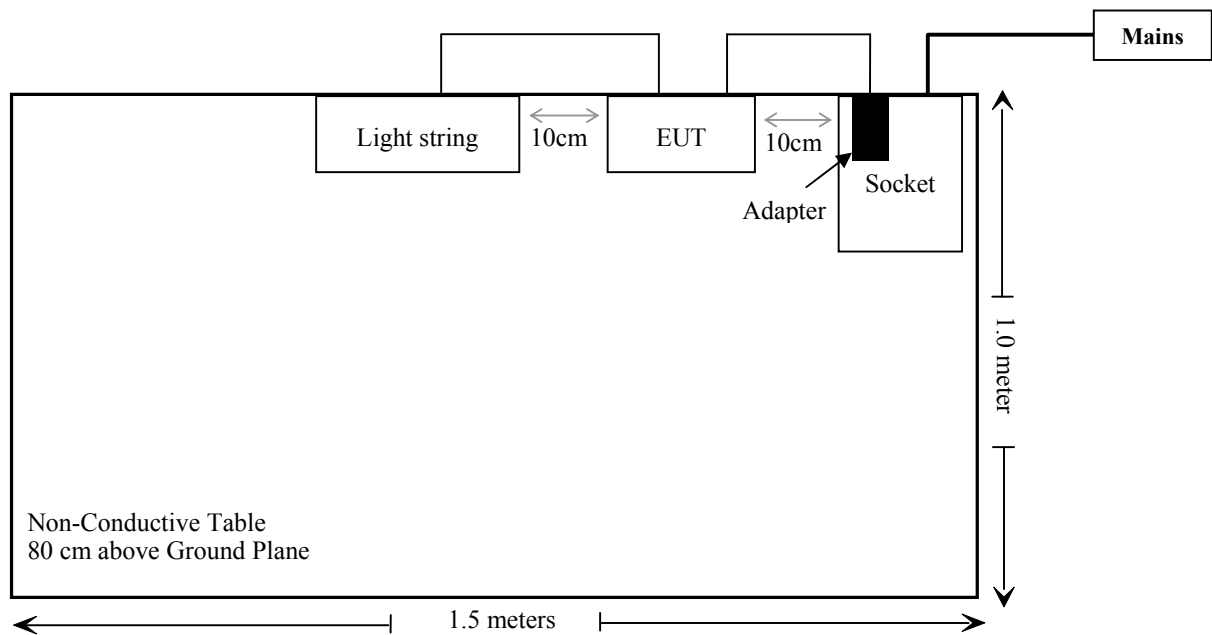 Mains
Light string
10cm
EUT
10cm
Socket
Adapter
1.0 meter
Non-Conductive Table
80 cm above Ground Plane
1.5 meters